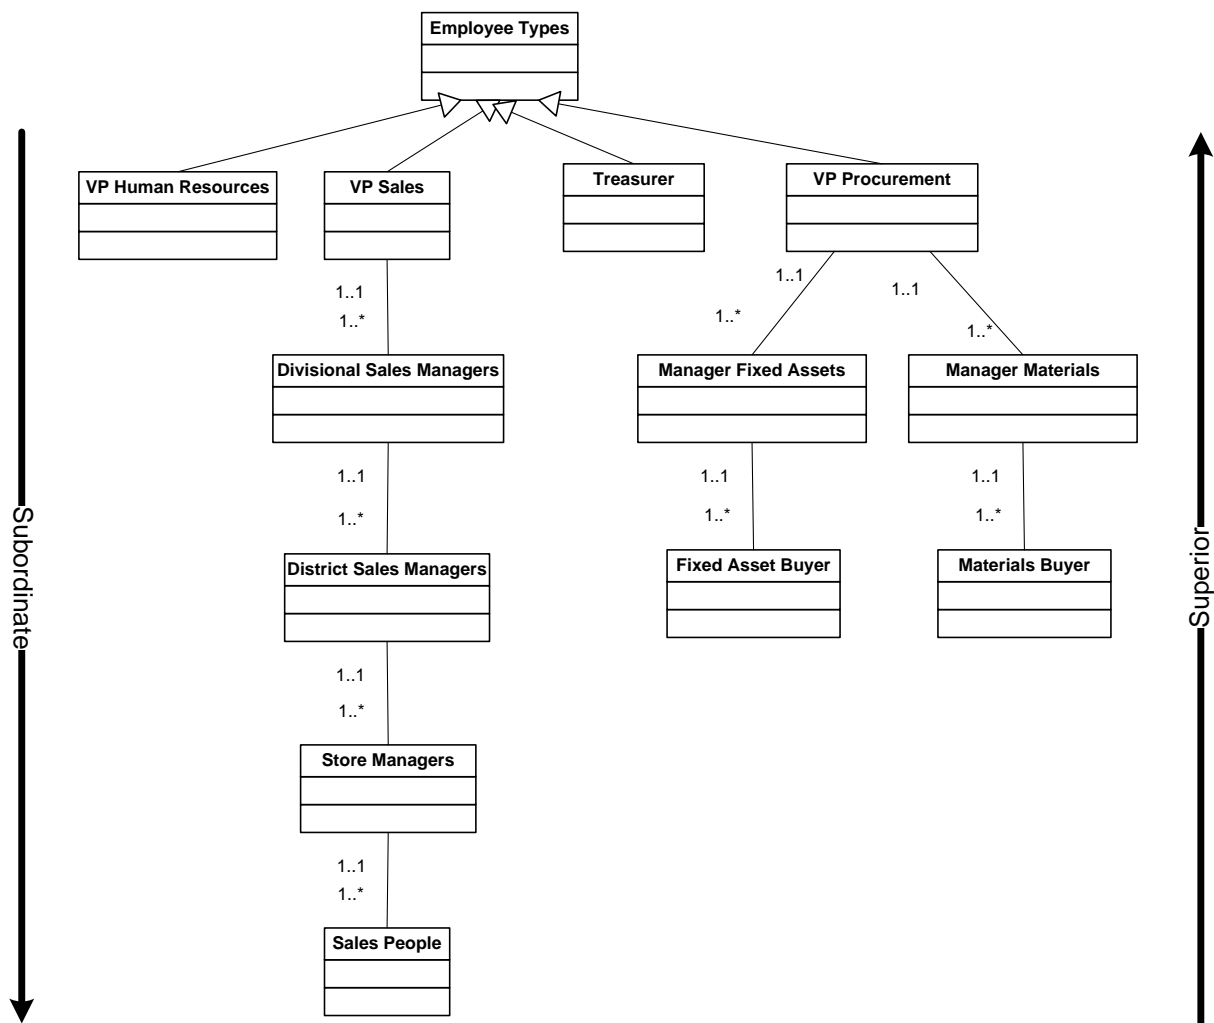 Employee Types
VP Human Resources
VP Sales
Treasurer
VP Procurement
1..1
1..*
1..1
1..*
1..1
1..*
Divisional Sales Managers
Manager Fixed Assets
Manager Materials
1..1
1..*
1..1
1..*
1..1
1..*
District Sales Managers
Fixed Asset Buyer
Materials Buyer
1..1
1..*
Store Managers
1..1
1..*
Sales People
Subordinate
Superior